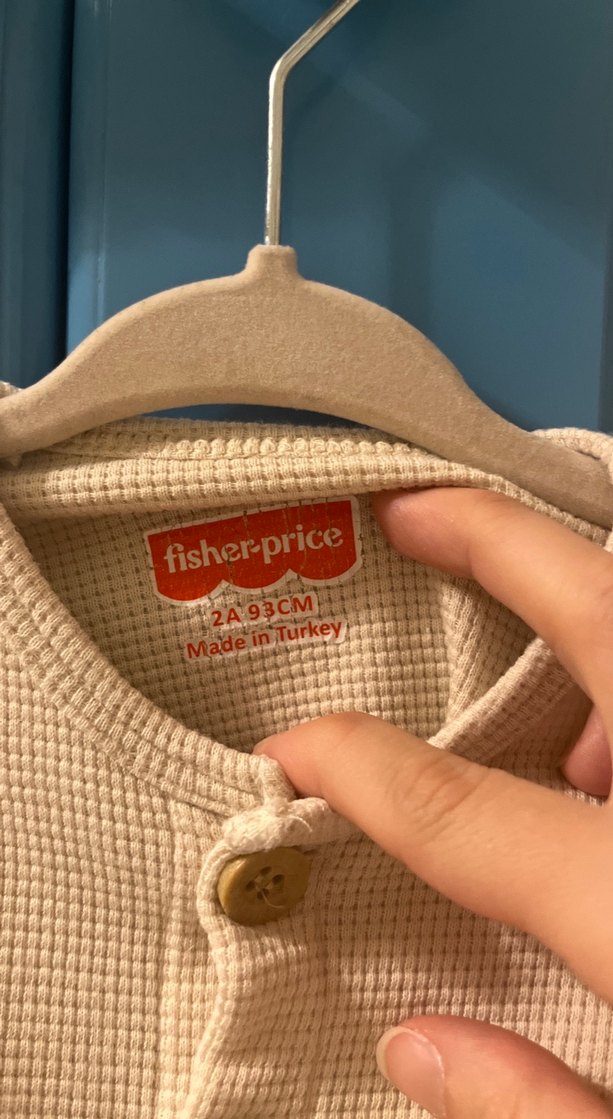 fisher-price
2A 93CM
Made in Turkey